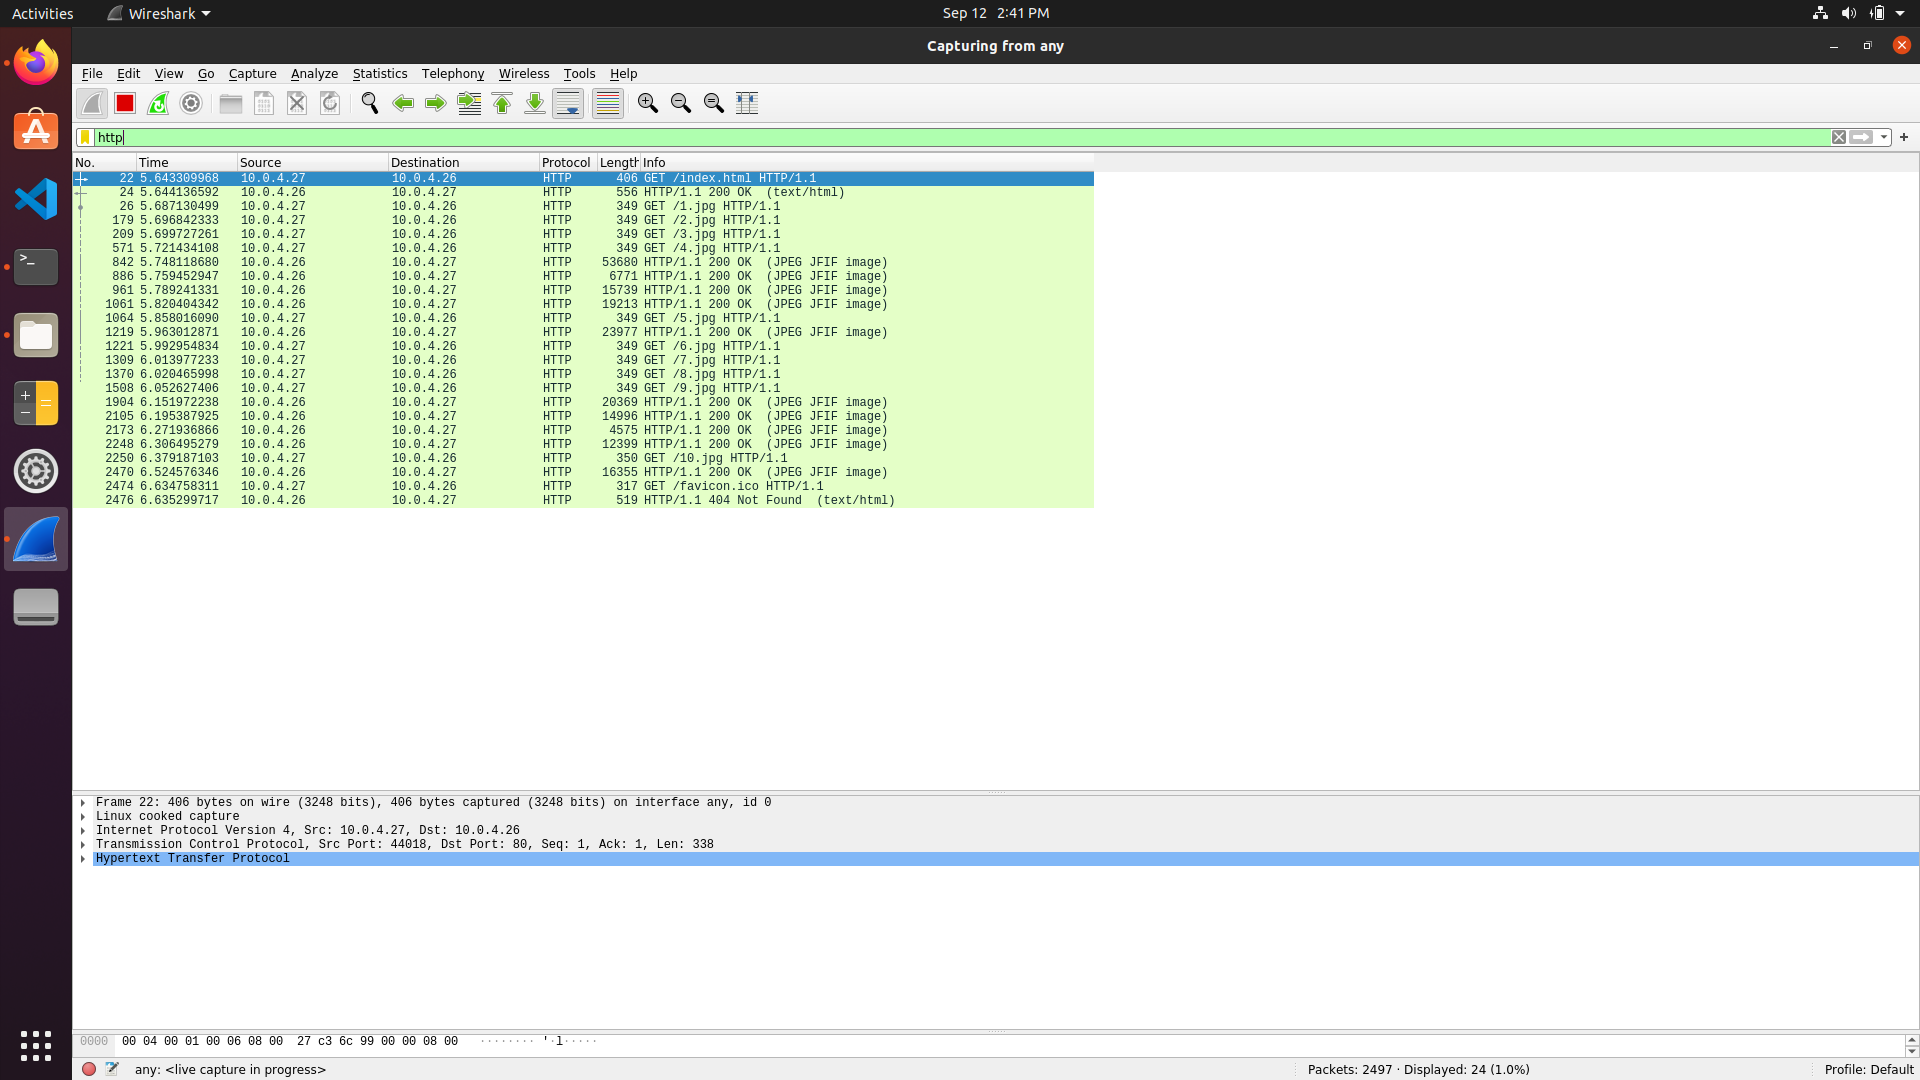 Activities Wireshark Sep 12 2:41 PM
Capturing from any
File Edit View Go Capture Analyze Statistics Telephony Wireless Tools Help
http
No. Time Source Destination Protocol Length Info
22 5.643309968 10.0.4.27 10.0.4.26 HTTP 406 GET /index.html HTTP/1.1
24 5.644136592 10.0.4.26 10.0.4.27 HTTP 556 HTTP/1.1 200 OK (text/html)
26 5.687130499 10.0.4.27 10.0.4.26 HTTP 349 GET /1.jpg HTTP/1.1
179 5.696842333 10.0.4.27 10.0.4.26 HTTP 349 GET /2.jpg HTTP/1.1
209 5.699727261 10.0.4.27 10.0.4.26 HTTP 349 GET /3.jpg HTTP/1.1
571 5.721434108 10.0.4.27 10.0.4.26 HTTP 349 GET /4.jpg HTTP/1.1
842 5.748118680 10.0.4.26 10.0.4.27 HTTP 53680 HTTP/1.1 200 OK (JPEG JFIF image)
886 5.759452947 10.0.4.26 10.0.4.27 HTTP 6771 HTTP/1.1 200 OK (JPEG JFIF image)
961 5.789241331 10.0.4.26 10.0.4.27 HTTP 15739 HTTP/1.1 200 OK (JPEG JFIF image)
1061 5.820404342 10.0.4.26 10.0.4.27 HTTP 19213 HTTP/1.1 200 OK (JPEG JFIF image)
1064 5.858016090 10.0.4.27 10.0.4.26 HTTP 349 GET /5.jpg HTTP/1.1
1219 5.963012871 10.0.4.26 10.0.4.27 HTTP 23977 HTTP/1.1 200 OK (JPEG JFIF image)
1221 5.992954834 10.0.4.27 10.0.4.26 HTTP 349 GET /6.jpg HTTP/1.1
1309 6.013977233 10.0.4.27 10.0.4.26 HTTP 349 GET /7.jpg HTTP/1.1
1370 6.020465998 10.0.4.27 10.0.4.26 HTTP 349 GET /8.jpg HTTP/1.1
1508 6.052627406 10.0.4.27 10.0.4.26 HTTP 349 GET /9.jpg HTTP/1.1
1904 6.151972238 10.0.4.26 10.0.4.27 HTTP 20369 HTTP/1.1 200 OK (JPEG JFIF image)
2105 6.195387925 10.0.4.26 10.0.4.27 HTTP 14996 HTTP/1.1 200 OK (JPEG JFIF image)
2173 6.271936866 10.0.4.26 10.0.4.27 HTTP 4575 HTTP/1.1 200 OK (JPEG JFIF image)
2248 6.306495279 10.0.4.26 10.0.4.27 HTTP 12399 HTTP/1.1 200 OK (JPEG JFIF image)
2250 6.379187103 10.0.4.27 10.0.4.26 HTTP 350 GET /10.jpg HTTP/1.1
2470 6.524576346 10.0.4.26 10.0.4.27 HTTP 16355 HTTP/1.1 200 OK (JPEG JFIF image)
2474 6.634758311 10.0.4.27 10.0.4.26 HTTP 317 GET /favicon.ico HTTP/1.1
2476 6.635299717 10.0.4.26 10.0.4.27 HTTP 519 HTTP/1.1 404 Not Found (text/html)
Frame 22: 406 bytes on wire (3248 bits), 406 bytes captured (3248 bits) on interface any, id 0
Linux cooked capture
Internet Protocol Version 4, Src: 10.0.4.27, Dst: 10.0.4.26
Transmission Control Protocol, Src Port: 44018, Dst Port: 80, Seq: 1, Ack: 1, Len: 338
Hypertext Transfer Protocol
0000 00 04 00 01 00 06 08 00 27 c3 6c 99 00 00 08 00 ········ '·l·····
any: <live capture in progress> Packets: 2497 · Displayed: 24 (1.0%) Profile: Default